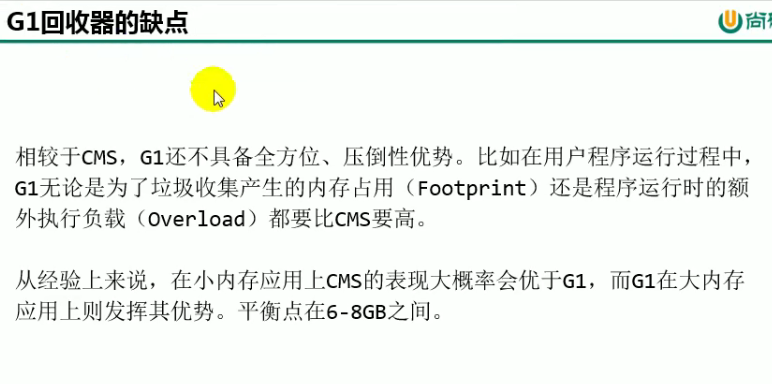 G1回收器的缺点
尚
相较于CMS，G1还不具备全方位、压倒性优势。比如在用户程序运行过程中，
G1无论是为了垃圾收集产生的内存占用（Footprint）还是程序运行时的额
外执行负载（Overload）都要比CMS要高。
从经验上来说，在小内存应用上CMS的表现大概率会优于G1，而G1在大内存
应用上则发挥其优势。平衡点在6-8GB之间。